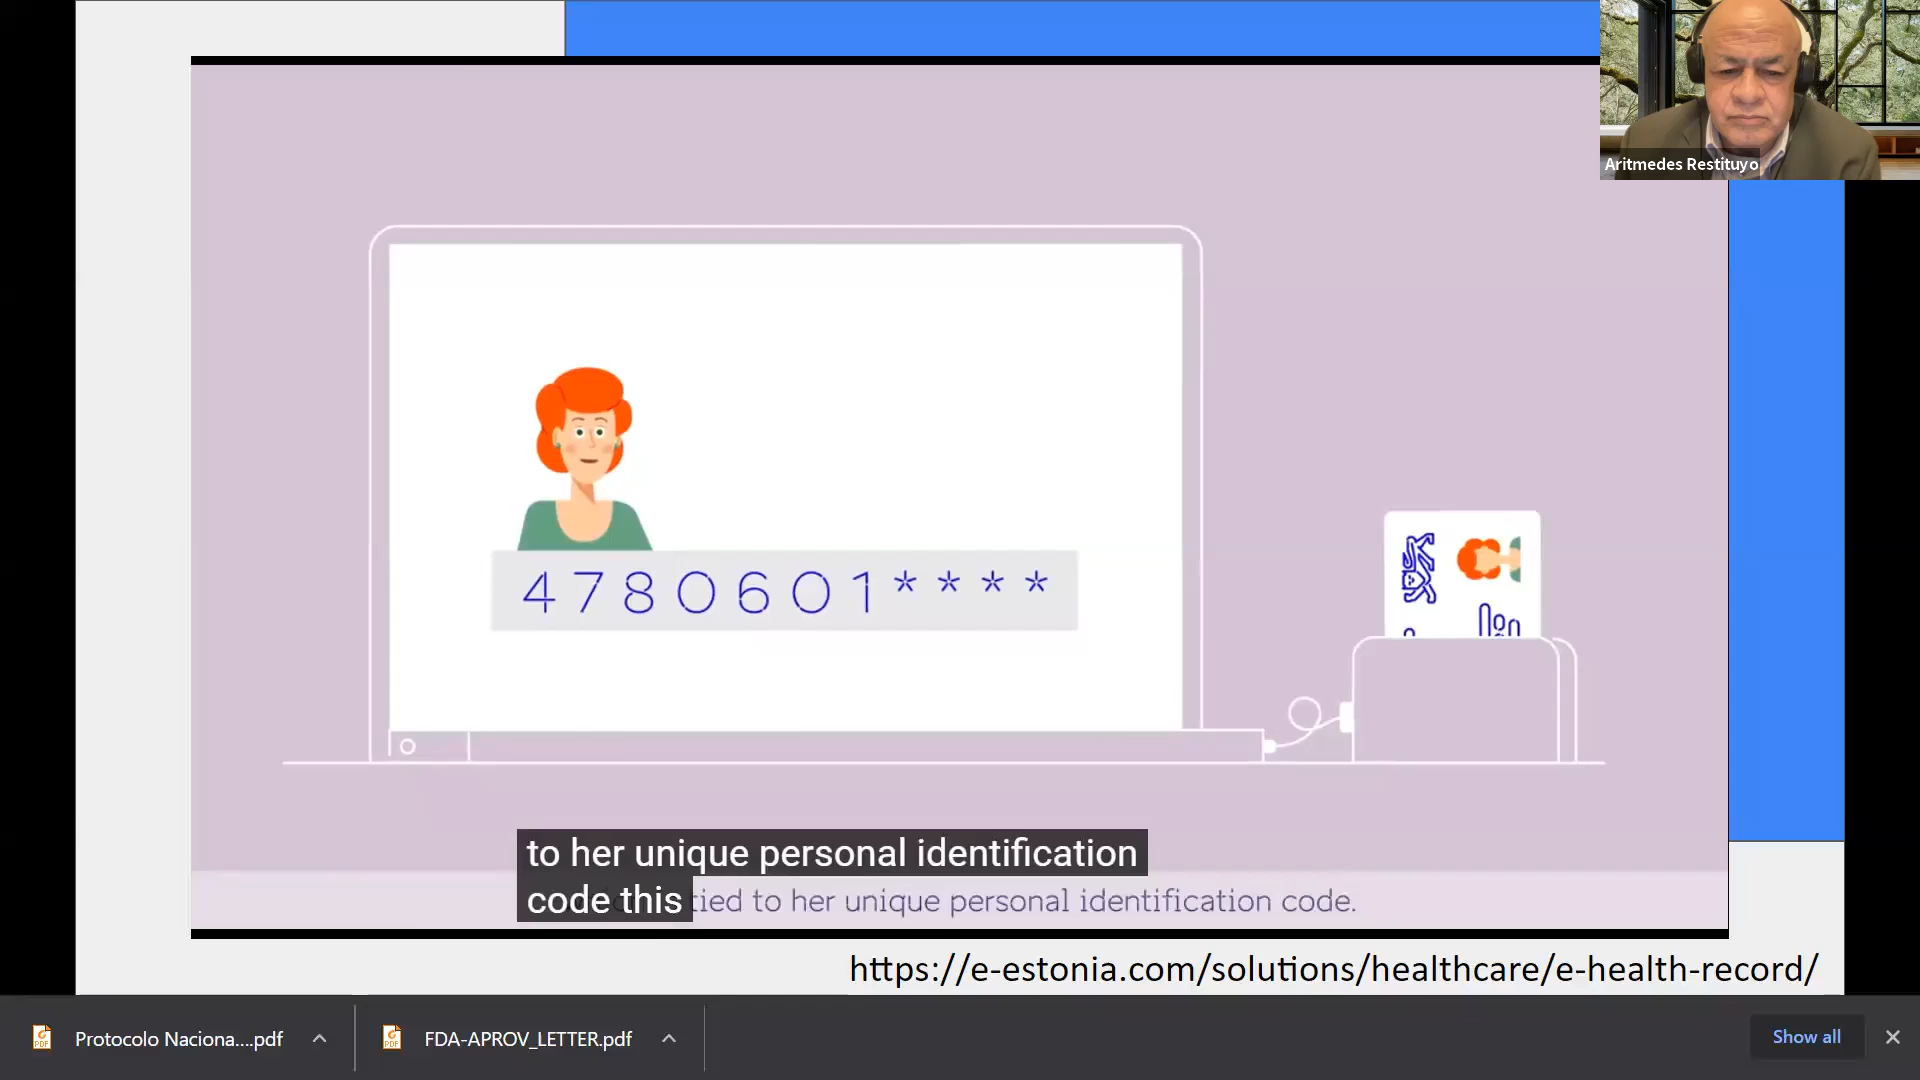 Aritmedes Restituyo
4780601****
to her unique personal identification
code this
tied to her unique personal identification code.
https://e-estonia.com/solutions/healthcare/e-health-record/
Protocolo Naciona....pdf
FDA-APROV_LETTER.pdf
Show all